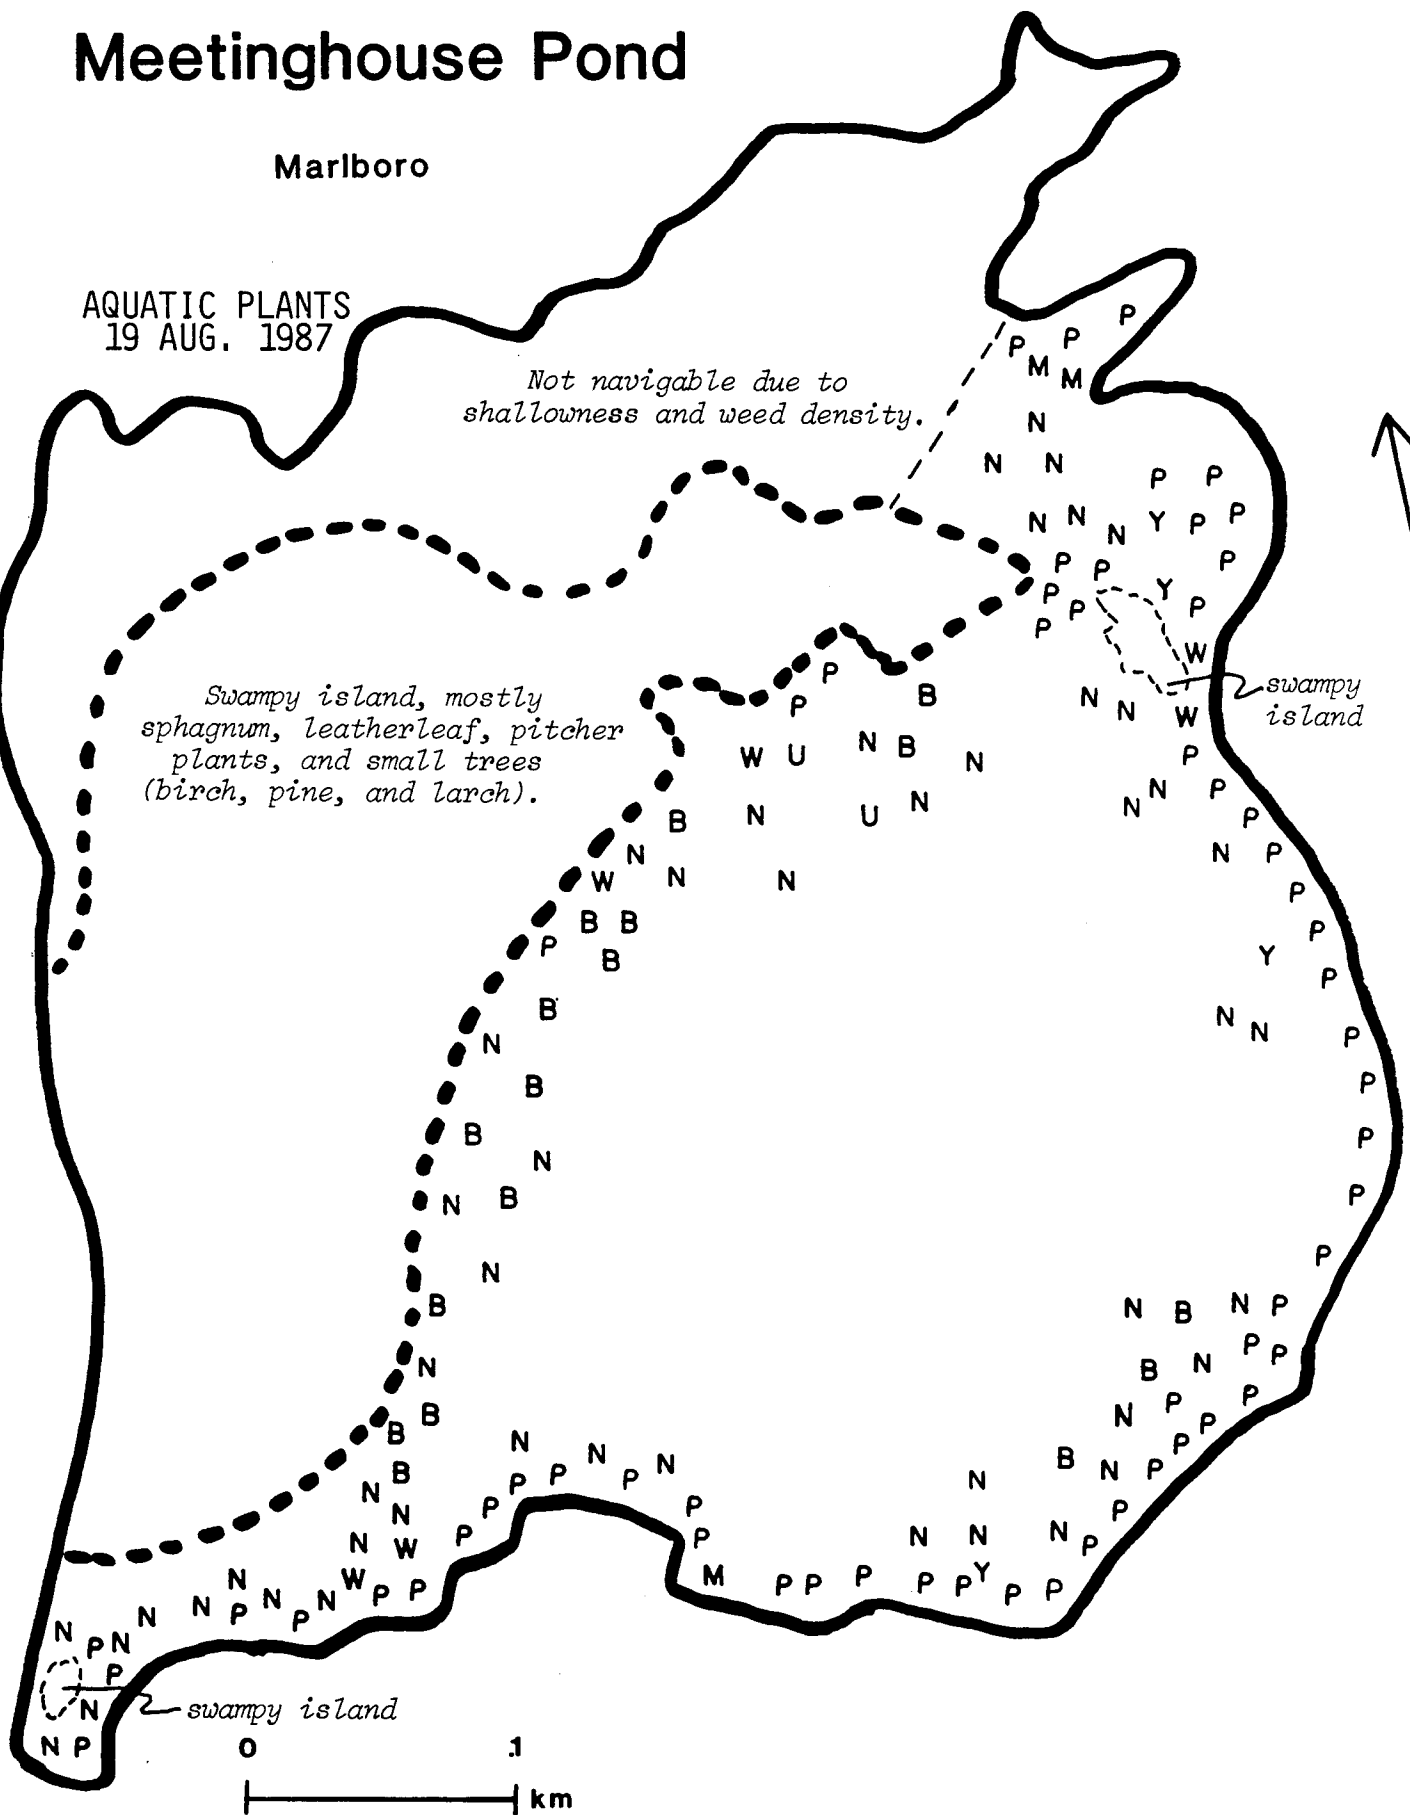 Meetinghouse Pond
Marlboro
AQUATIC PLANTS
19 AUG. 1987
Not navigable due to
shallowness and weed density.
P
P P
M M
N
N N
P P
N N N Y P P
P P P
P P Y P
P
W
swampy
island
N N W
P
N N P
P
N P
P
P
Y P
N N P
P
P
P
P
Swampy island, mostly
sphagnum, leatherleaf, pitcher
plants, and small trees
(birch, pine, and larch).
P B
P
W U N B N
B N U N
N
W N N
B B
P B
B
N
B
B
N
N B
N
B
N
B
B
B
N
N
N W
N B N P
P P
B N
P
N P P
P
B N P
P
N
N N N P
P P P P P Y P P
M
P
P
N N N
P P P
P
P
N W P P
N N N
P P
N N
P N
P
N
N P
swampy island
0 .1
km